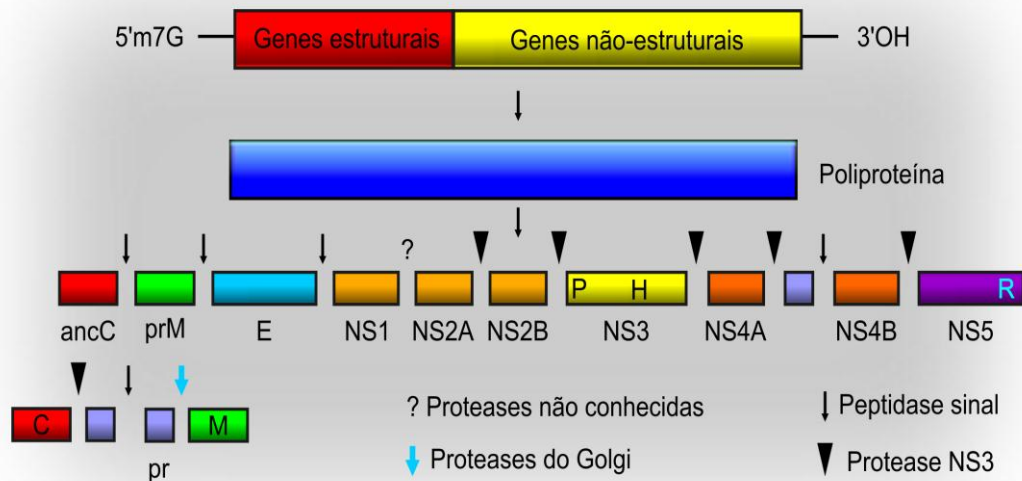 5'm7G Genes estruturais Genes não-estruturais 3'OH
Poliproteína
?
P H R
ancC prM E NS1 NS2A NS2B NS3 NS4A NS4B NS5
C M
pr
? Proteases não conhecidas
Peptidase sinal
Proteases do Golgi
Protease NS3